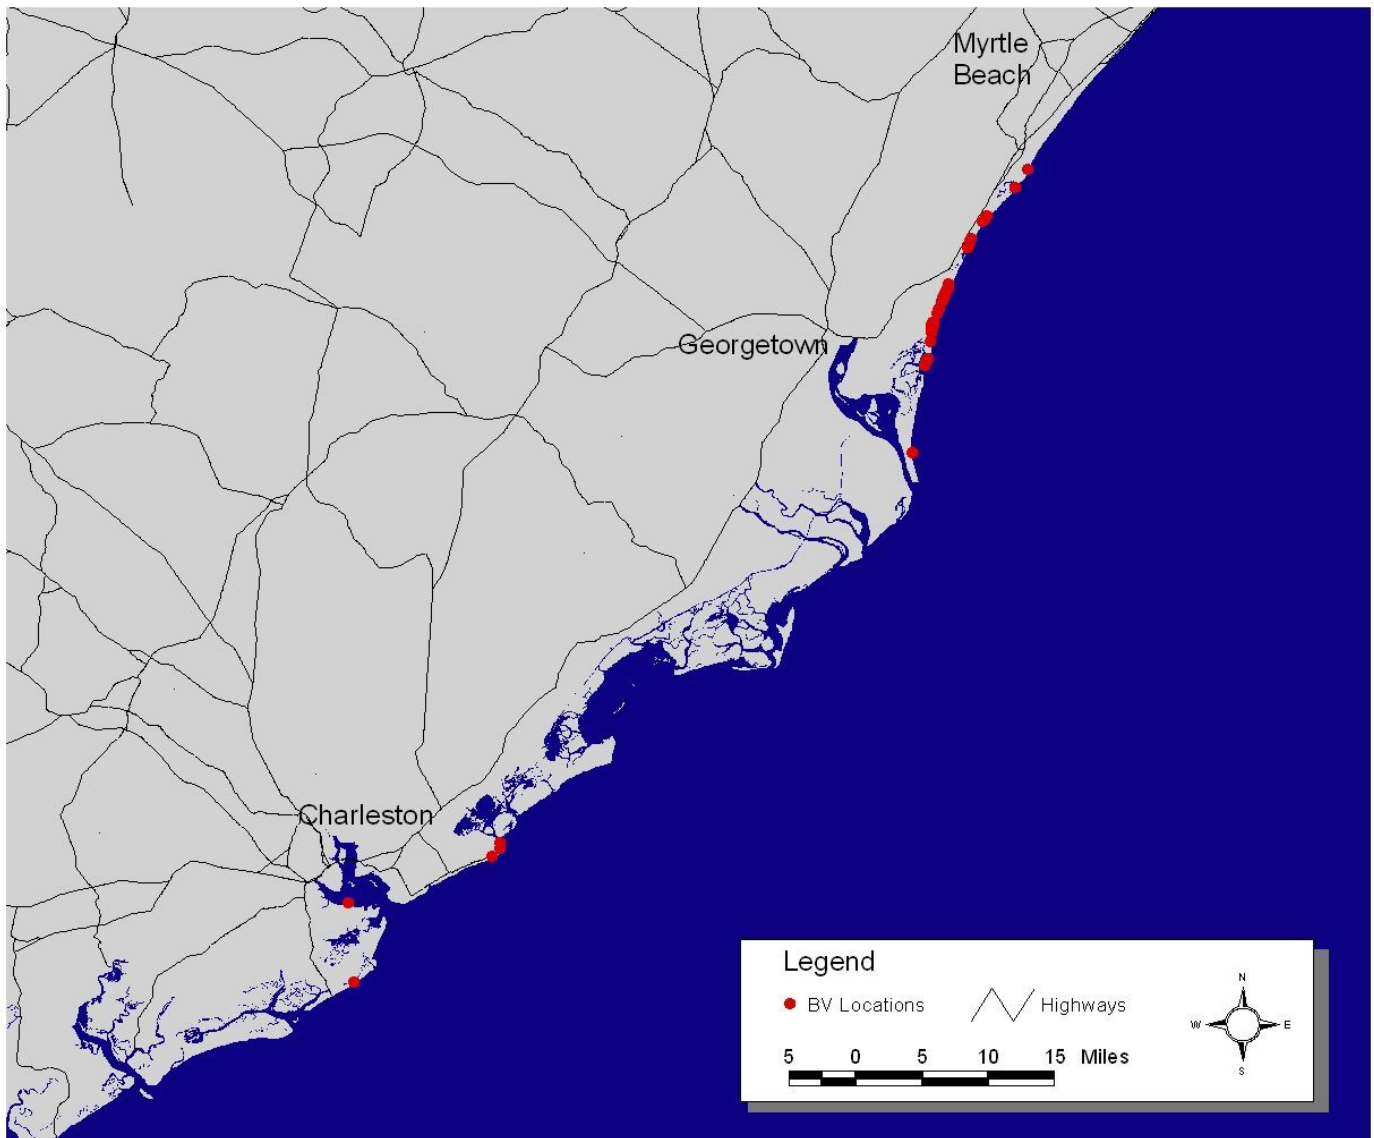 Myrtle
Beach
Georgetown
Charleston
Legend
BV Locations
Highways
N
W
E
S
5 0 5 10 15 Miles